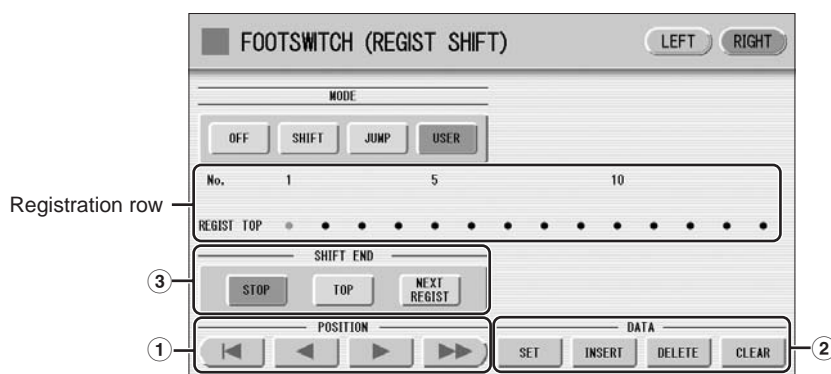 FOOTSWITCH (REGIST SHIFT) LEFT RIGHT
MODE
OFF SHIFT JUMP USER
No. 1 5 10
Registration row
REGIST TOP
SHIFT END
3 STOP TOP NEXT REGIST
POSITION DATA
1 SET INSERT DELETE CLEAR 2